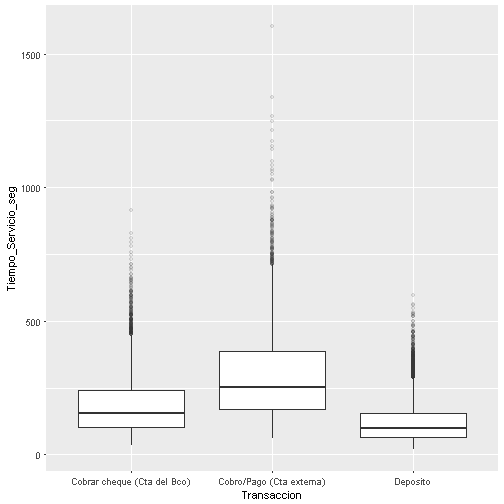 1500
1000
500
0
Tiempo_Servicio_seg
Cobrar cheque (Cta del Bco) Cobro/Pago (Cta externa) Deposito
Transaccion